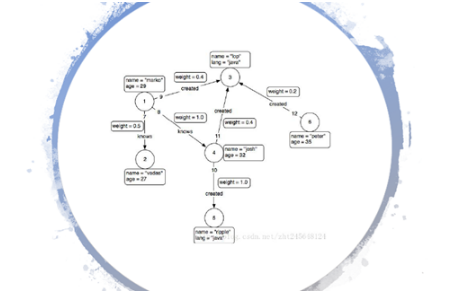 name = "lop"
lang = "java"
name = "marko"
age = 29
weight = 0.4
3
created
9
1
weight = 0.2
created
12
7
8
weight = 1.0
weight = 0.5
knows
knows
weight = 0.4
6
11
name = "peter"
age = 35
2
4
name = "josh"
age = 32
name = "vadas"
age = 27
10
weight = 1.0
created
5
name = "ripple"
lang = "java"